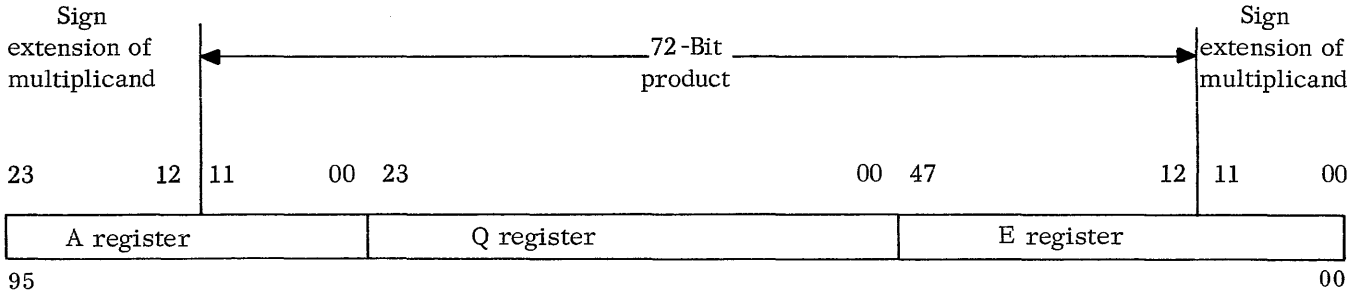 Sign
extension of
multiplicand
72-Bit
product
Sign
extension of
multiplicand
23 12 11 00 23 00 47 12 11 00
A register Q register E register
95 00